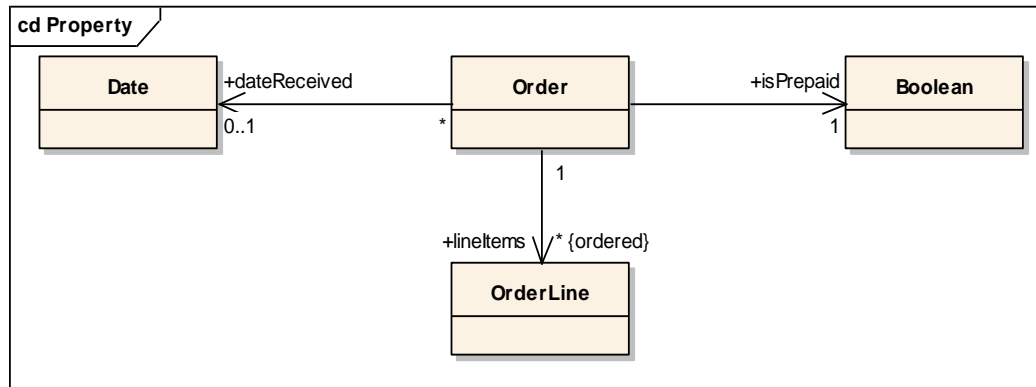 cd Property
Date
+dateReceived
0..1
*
Order
+isPrepaid
1
Boolean
1
+lineItems
* {ordered}
OrderLine